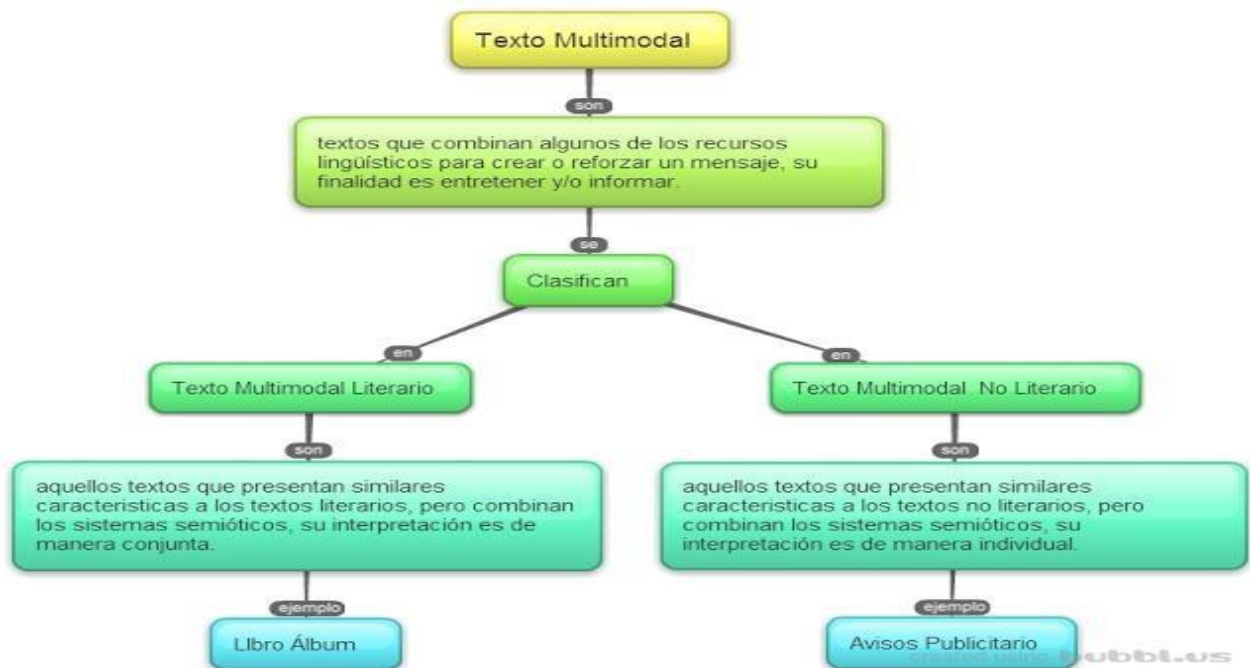 Texto Multimodal
son
textos que combinan algunos de los recursos
lingüísticos para crear o reforzar un mensaje, su
finalidad es entretener y/o informar.
se
Clasifican
en
en
Texto Multimodal Literario
Texto Multimodal No Literario
son
son
aquellos textos que presentan similares
caracteristicas a los textos literarios, pero combinan
los sistemas semióticos, su interpretación es de
manera conjunta.
aquellos textos que presentan similares
caracteristicas a los textos no literarios, pero
combinan los sistemas semióticos, su
interpretación es de manera individual.
ejemplo
ejemplo
LIbro Álbum
Avisos Publicitario
created using bubbl.us